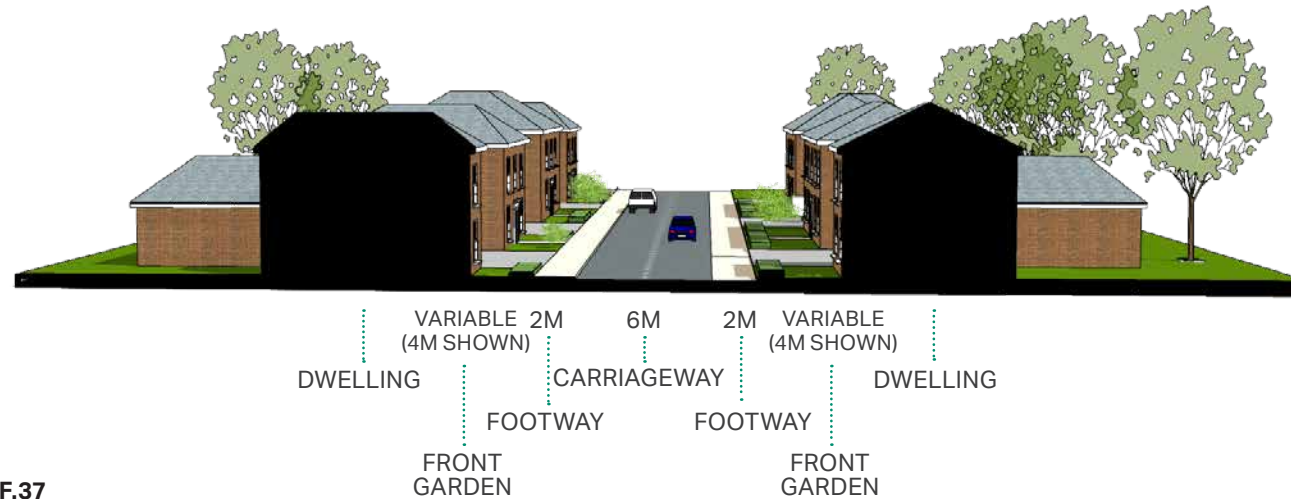 VARIABLE 2M 6M 2M VARIABLE
(4M SHOWN) (4M SHOWN)
DWELLING CARRIAGEWAY DWELLING
FOOTWAY FOOTWAY
FRONT FRONT
GARDEN GARDEN
F.37